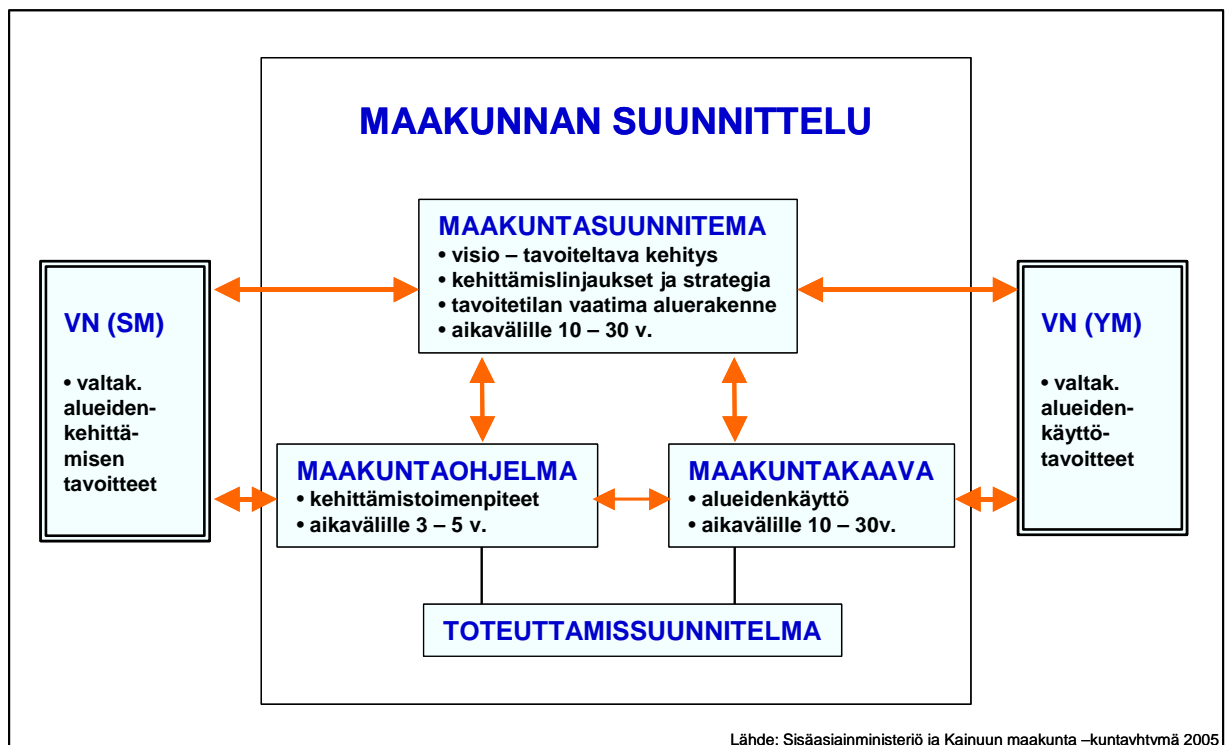 MAAKUNNAN SUUNNITTELU
MAAKUNTASUUNNITEMA
• visio – tavoiteltava kehitys
• kehittämislinjaukset ja strategia
• tavoitetilan vaatima aluerakenne
• aikavälille 10 – 30 v.
VN (SM)
• valtak.
alueiden-
kehittä-
misen
tavoitteet
VN (YM)
• valtak.
alueiden-
käyttö-
tavoitteet
MAAKUNTAOHJELMA
• kehittämistoimenpiteet
• aikavälille 3 – 5 v.
MAAKUNTAKAAVA
• alueidenkäyttö
• aikavälille 10 – 30v.
TOTEUTTAMISSUUNNITELMA
Lähde: Sisäasiainministeriö ja Kainuun maakunta –kuntayhtymä 2005